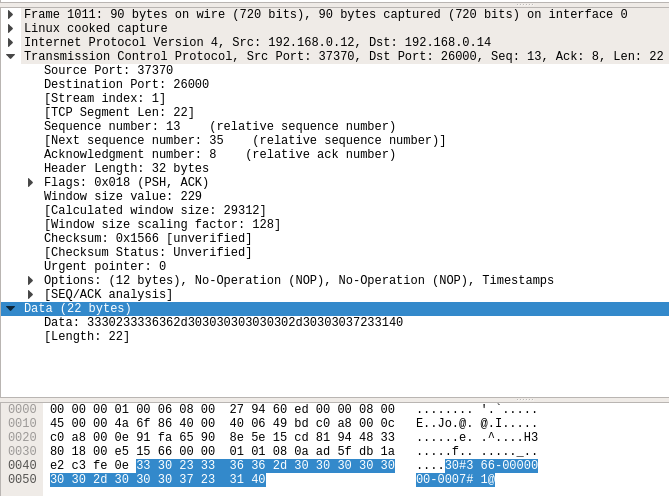 Frame 1011: 90 bytes on wire (720 bits), 90 bytes captured (720 bits) on interface 0
Linux cooked capture
Internet Protocol Version 4, Src: 192.168.0.12, Dst: 192.168.0.14
Transmission Control Protocol, Src Port: 37370, Dst Port: 26000, Seq: 13, Ack: 8, Len: 22
Source Port: 37370
Destination Port: 26000
[Stream index: 1]
[TCP Segment Len: 22]
Sequence number: 13    (relative sequence number)
[Next sequence number: 35    (relative sequence number)]
Acknowledgment number: 8    (relative ack number)
Header Length: 32 bytes
Flags: 0x018 (PSH, ACK)
Window size value: 229
[Calculated window size: 29312]
[Window size scaling factor: 128]
Checksum: 0x1566 [unverified]
[Checksum Status: Unverified]
Urgent pointer: 0
Options: (12 bytes), No-Operation (NOP), No-Operation (NOP), Timestamps
[SEQ/ACK analysis]
Data (22 bytes)
Data: 3330233336362d303030303030302d30303037233140
[Length: 22]
0000  00 00 00 01 00 06 08 00  27 94 60 ed 00 00 08 00   ........ '.`.....
0010  45 00 00 4a 6f 86 40 00  40 06 49 bd c0 a8 00 0c   E..Jo.@. @.I.....
0020  c0 a8 00 0e 91 fa 65 90  8e 5e 15 cd 81 94 48 33   ......e. .^....H3
0030  80 18 00 e5 15 66 00 00  01 01 08 0a ad 5f db 1a   .....f.. ....._..
0040  e2 c3 fe 0e 33 30 23 33  36 36 2d 30 30 30 30 30   ....30#3 66-00000
0050  30 30 2d 30 30 30 37 23  31 40   00-0007# 1@